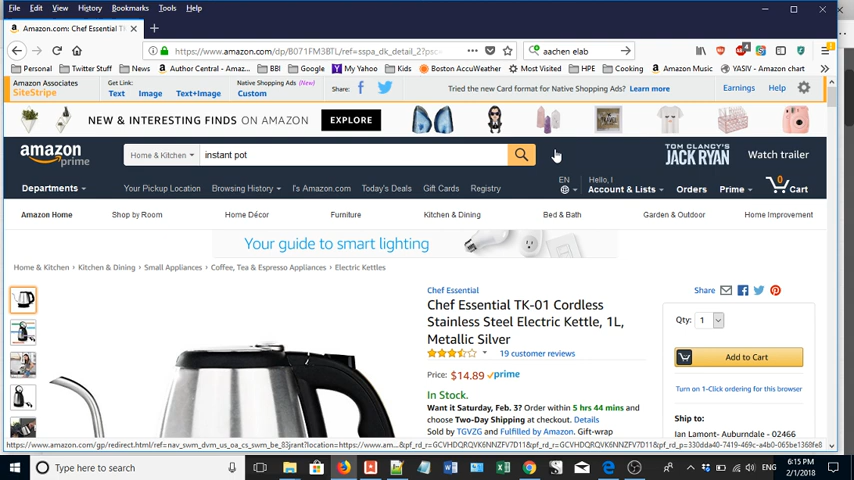 File Edit View History Bookmarks Tools Help
Amazon.com: Chef Essential T
https://www.amazon.com/dp/B071FM3BTL/ref=sspa_dk_detail_2?psc=
aachen elab
Personal Twitter Stuff News Author Central - Amaz... BBI Google My Yahoo Kids Boston AccuWeather Most Visited HPE Cooking Amazon Music YASIV amazon chart
Amazon Associates
SiteStripe
Get Link:
Text Image Text+Image
Native Shopping Ads (New)
Custom
Share:
Tried the new Card format for Native Shopping Ads? Learn more
Earnings Help
NEW & INTERESTING FINDS ON AMAZON EXPLORE
amazon
prime
Home & Kitchen instant pot
TOM CLANCY'S
JACK RYAN
Watch trailer
Departments Your Pickup Location Browsing History I's Amazon.com Today's Deals Gift Cards Registry
EN
Hello, I
Account & Lists Orders Prime 0 Cart
Amazon Home Shop by Room Home Décor Furniture Kitchen & Dining Bed & Bath Garden & Outdoor Home Improvement
Your guide to smart lighting
Home & Kitchen › Kitchen & Dining › Small Appliances › Coffee, Tea & Espresso Appliances › Electric Kettles
Chef Essential
Chef Essential TK-01 Cordless
Stainless Steel Electric Kettle, 1L,
Metallic Silver
19 customer reviews
Price: $14.89 prime
In Stock.
Want it Saturday, Feb. 3? Order within 5 hrs 44 mins and
choose Two-Day Shipping at checkout. Details
Sold by TGVZG and Fulfilled by Amazon. Gift-wrap
Share
Qty: 1
Add to Cart
Turn on 1-Click ordering for this browser
Ship to:
Ian Lamont- Auburndale - 02466
Type here to search
ENG
6:15 PM
2/1/2018